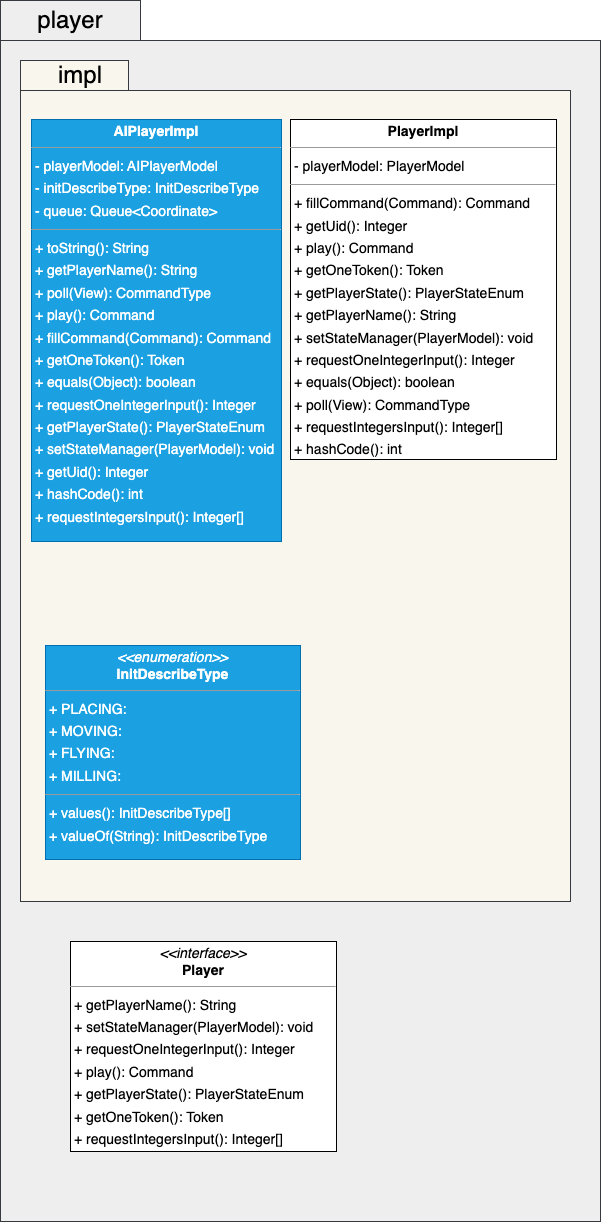 player
impl
AIPlayerImpl
- playerModel: AIPlayerModel
- initDescribeType: InitDescribeType
- queue: Queue<Coordinate>
+ toString(): String
+ getPlayerName(): String
+ poll(View): CommandType
+ play(): Command
+ fillCommand(Command): Command
+ getOneToken(): Token
+ equals(Object): boolean
+ requestOneIntegerInput(): Integer
+ getPlayerState(): PlayerStateEnum
+ setStateManager(PlayerModel): void
+ getUid(): Integer
+ hashCode(): int
+ requestIntegersInput(): Integer[]
PlayerImpl
- playerModel: PlayerModel
+ fillCommand(Command): Command
+ getUid(): Integer
+ play(): Command
+ getOneToken(): Token
+ getPlayerState(): PlayerStateEnum
+ getPlayerName(): String
+ setStateManager(PlayerModel): void
+ requestOneIntegerInput(): Integer
+ equals(Object): boolean
+ poll(View): CommandType
+ requestIntegersInput(): Integer[]
+ hashCode(): int
<<enumeration>>
InitDescribeType
+ PLACING:
+ MOVING:
+ FLYING:
+ MILLING:
+ values(): InitDescribeType[]
+ valueOf(String): InitDescribeType
<<interface>>
Player
+ getPlayerName(): String
+ setStateManager(PlayerModel): void
+ requestOneIntegerInput(): Integer
+ play(): Command
+ getPlayerState(): PlayerStateEnum
+ getOneToken(): Token
+ requestIntegersInput(): Integer[]